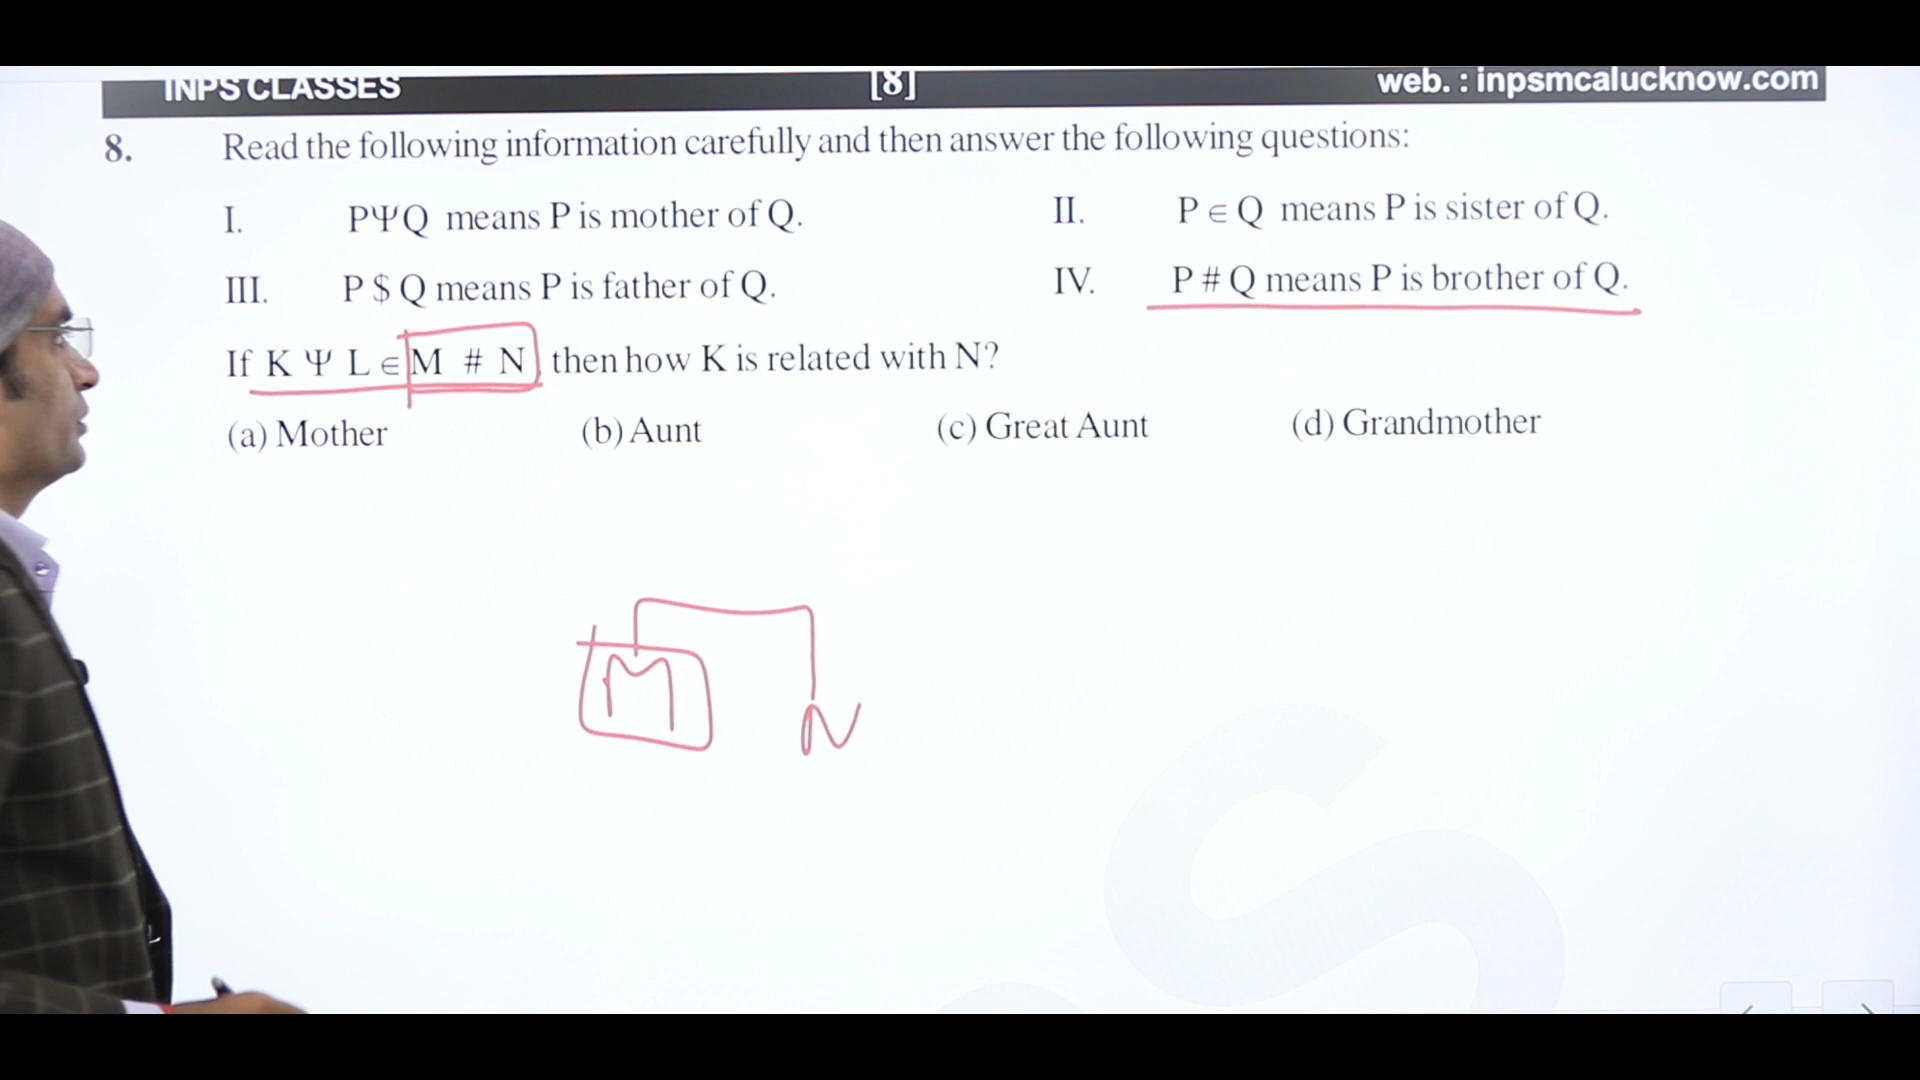 INPS CLASSES [8] web. : inpsmcalucknow.com
8. Read the following information carefully and then answer the following questions:
I. PΨQ means P is mother of Q. II. P ∈ Q means P is sister of Q.
III. P $ Q means P is father of Q. IV. P # Q means P is brother of Q.
If K Ψ L ∈ M # N, then how K is related with N?
(a) Mother (b) Aunt (c) Great Aunt (d) Grandmother
M
N